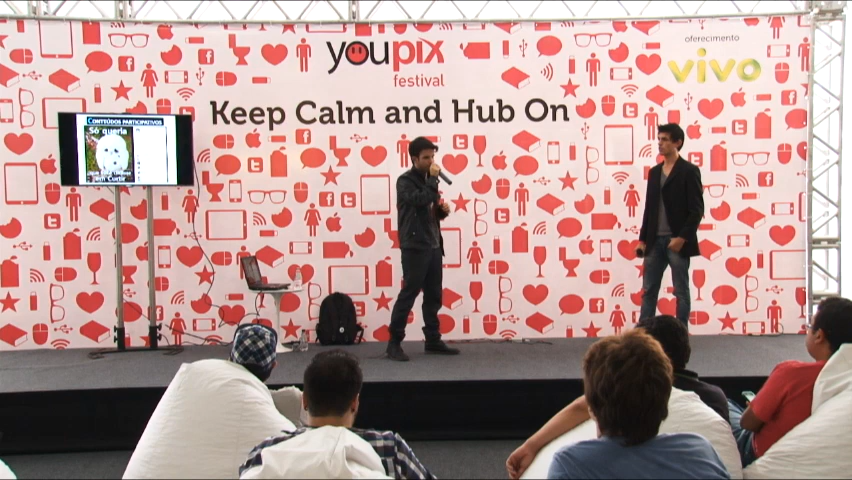 youpix
festival
oferecimento
vivo
Keep Calm and Hub On
CONTEÚDOS PARTICIPATIVOS
Só queria